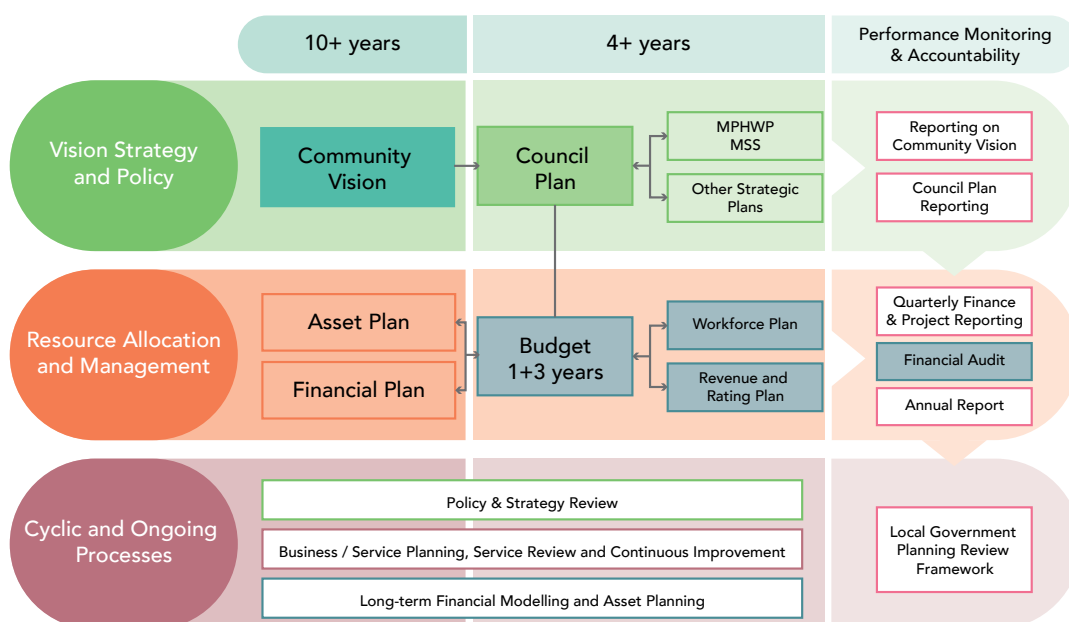 10+ years
4+ years
Performance Monitoring
& Accountability
Vision Strategy
and Policy
Community
Vision
Council
Plan
MPHWP
MSS
Other Strategic
Plans
Reporting on
Community Vision
Council Plan
Reporting
Resource Allocation
and Management
Asset Plan
Financial Plan
Budget
1+3 years
Workforce Plan
Revenue and
Rating Plan
Quarterly Finance
& Project Reporting
Financial Audit
Annual Report
Cyclic and Ongoing
Processes
Policy & Strategy Review
Business / Service Planning, Service Review and Continuous Improvement
Long-term Financial Modelling and Asset Planning
Local Government
Planning Review
Framework